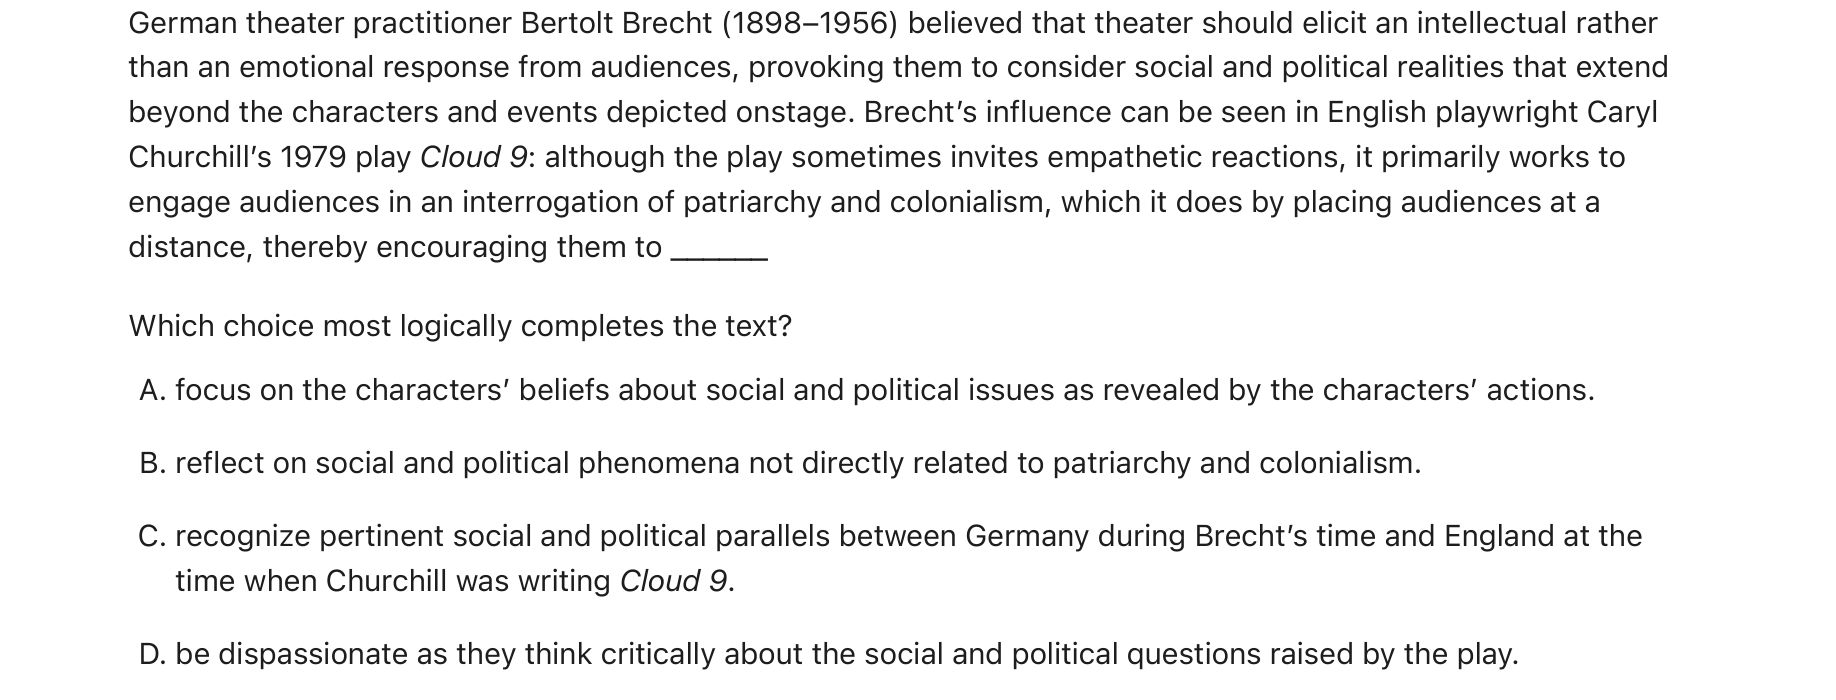 German theater practitioner Bertolt Brecht (1898–1956) believed that theater should elicit an intellectual rather
than an emotional response from audiences, provoking them to consider social and political realities that extend
beyond the characters and events depicted onstage. Brecht’s influence can be seen in English playwright Caryl
Churchill’s 1979 play Cloud 9: although the play sometimes invites empathetic reactions, it primarily works to
engage audiences in an interrogation of patriarchy and colonialism, which it does by placing audiences at a
distance, thereby encouraging them to ______
Which choice most logically completes the text?
A. focus on the characters’ beliefs about social and political issues as revealed by the characters’ actions.
B. reflect on social and political phenomena not directly related to patriarchy and colonialism.
C. recognize pertinent social and political parallels between Germany during Brecht’s time and England at the
time when Churchill was writing Cloud 9.
D. be dispassionate as they think critically about the social and political questions raised by the play.